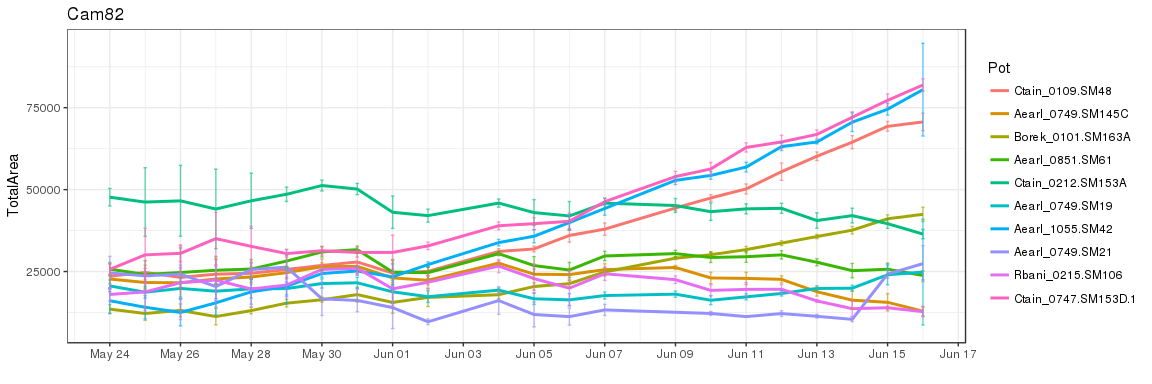 Cam82
TotalArea
75000
50000
25000
May 24 May 26 May 28 May 30 Jun 01 Jun 03 Jun 05 Jun 07 Jun 09 Jun 11 Jun 13 Jun 15 Jun 17
Pot
Ctain_0109.SM48
Aearl_0749.SM145C
Borek_0101.SM163A
Aearl_0851.SM61
Ctain_0212.SM153A
Aearl_0749.SM19
Aearl_1055.SM42
Aearl_0749.SM21
Rbani_0215.SM106
Ctain_0747.SM153D.1